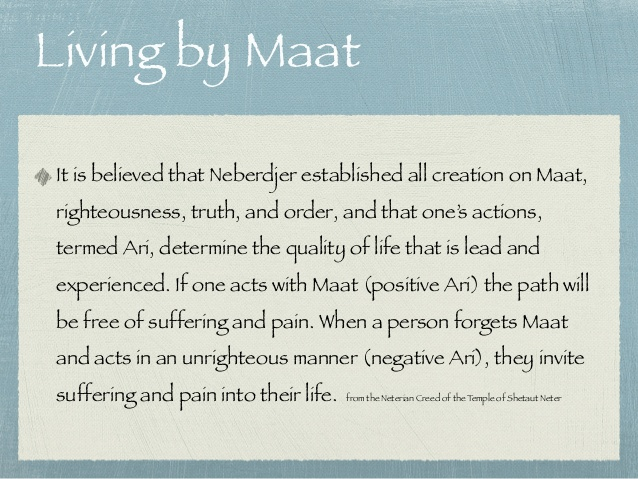 Living by Maat
It is believed that Neberdjer established all creation on Maat,
righteousness, truth, and order, and that one's actions,
termed Ari, determine the quality of life that is lead and
experienced. If one acts with Maat (positive Ari) the path will
be free of suffering and pain. When a person forgets Maat
and acts in an unrighteous manner (negative Ari), they invite
suffering and pain into their life. from the Neterian Creed of the Temple of Shetaut Neter